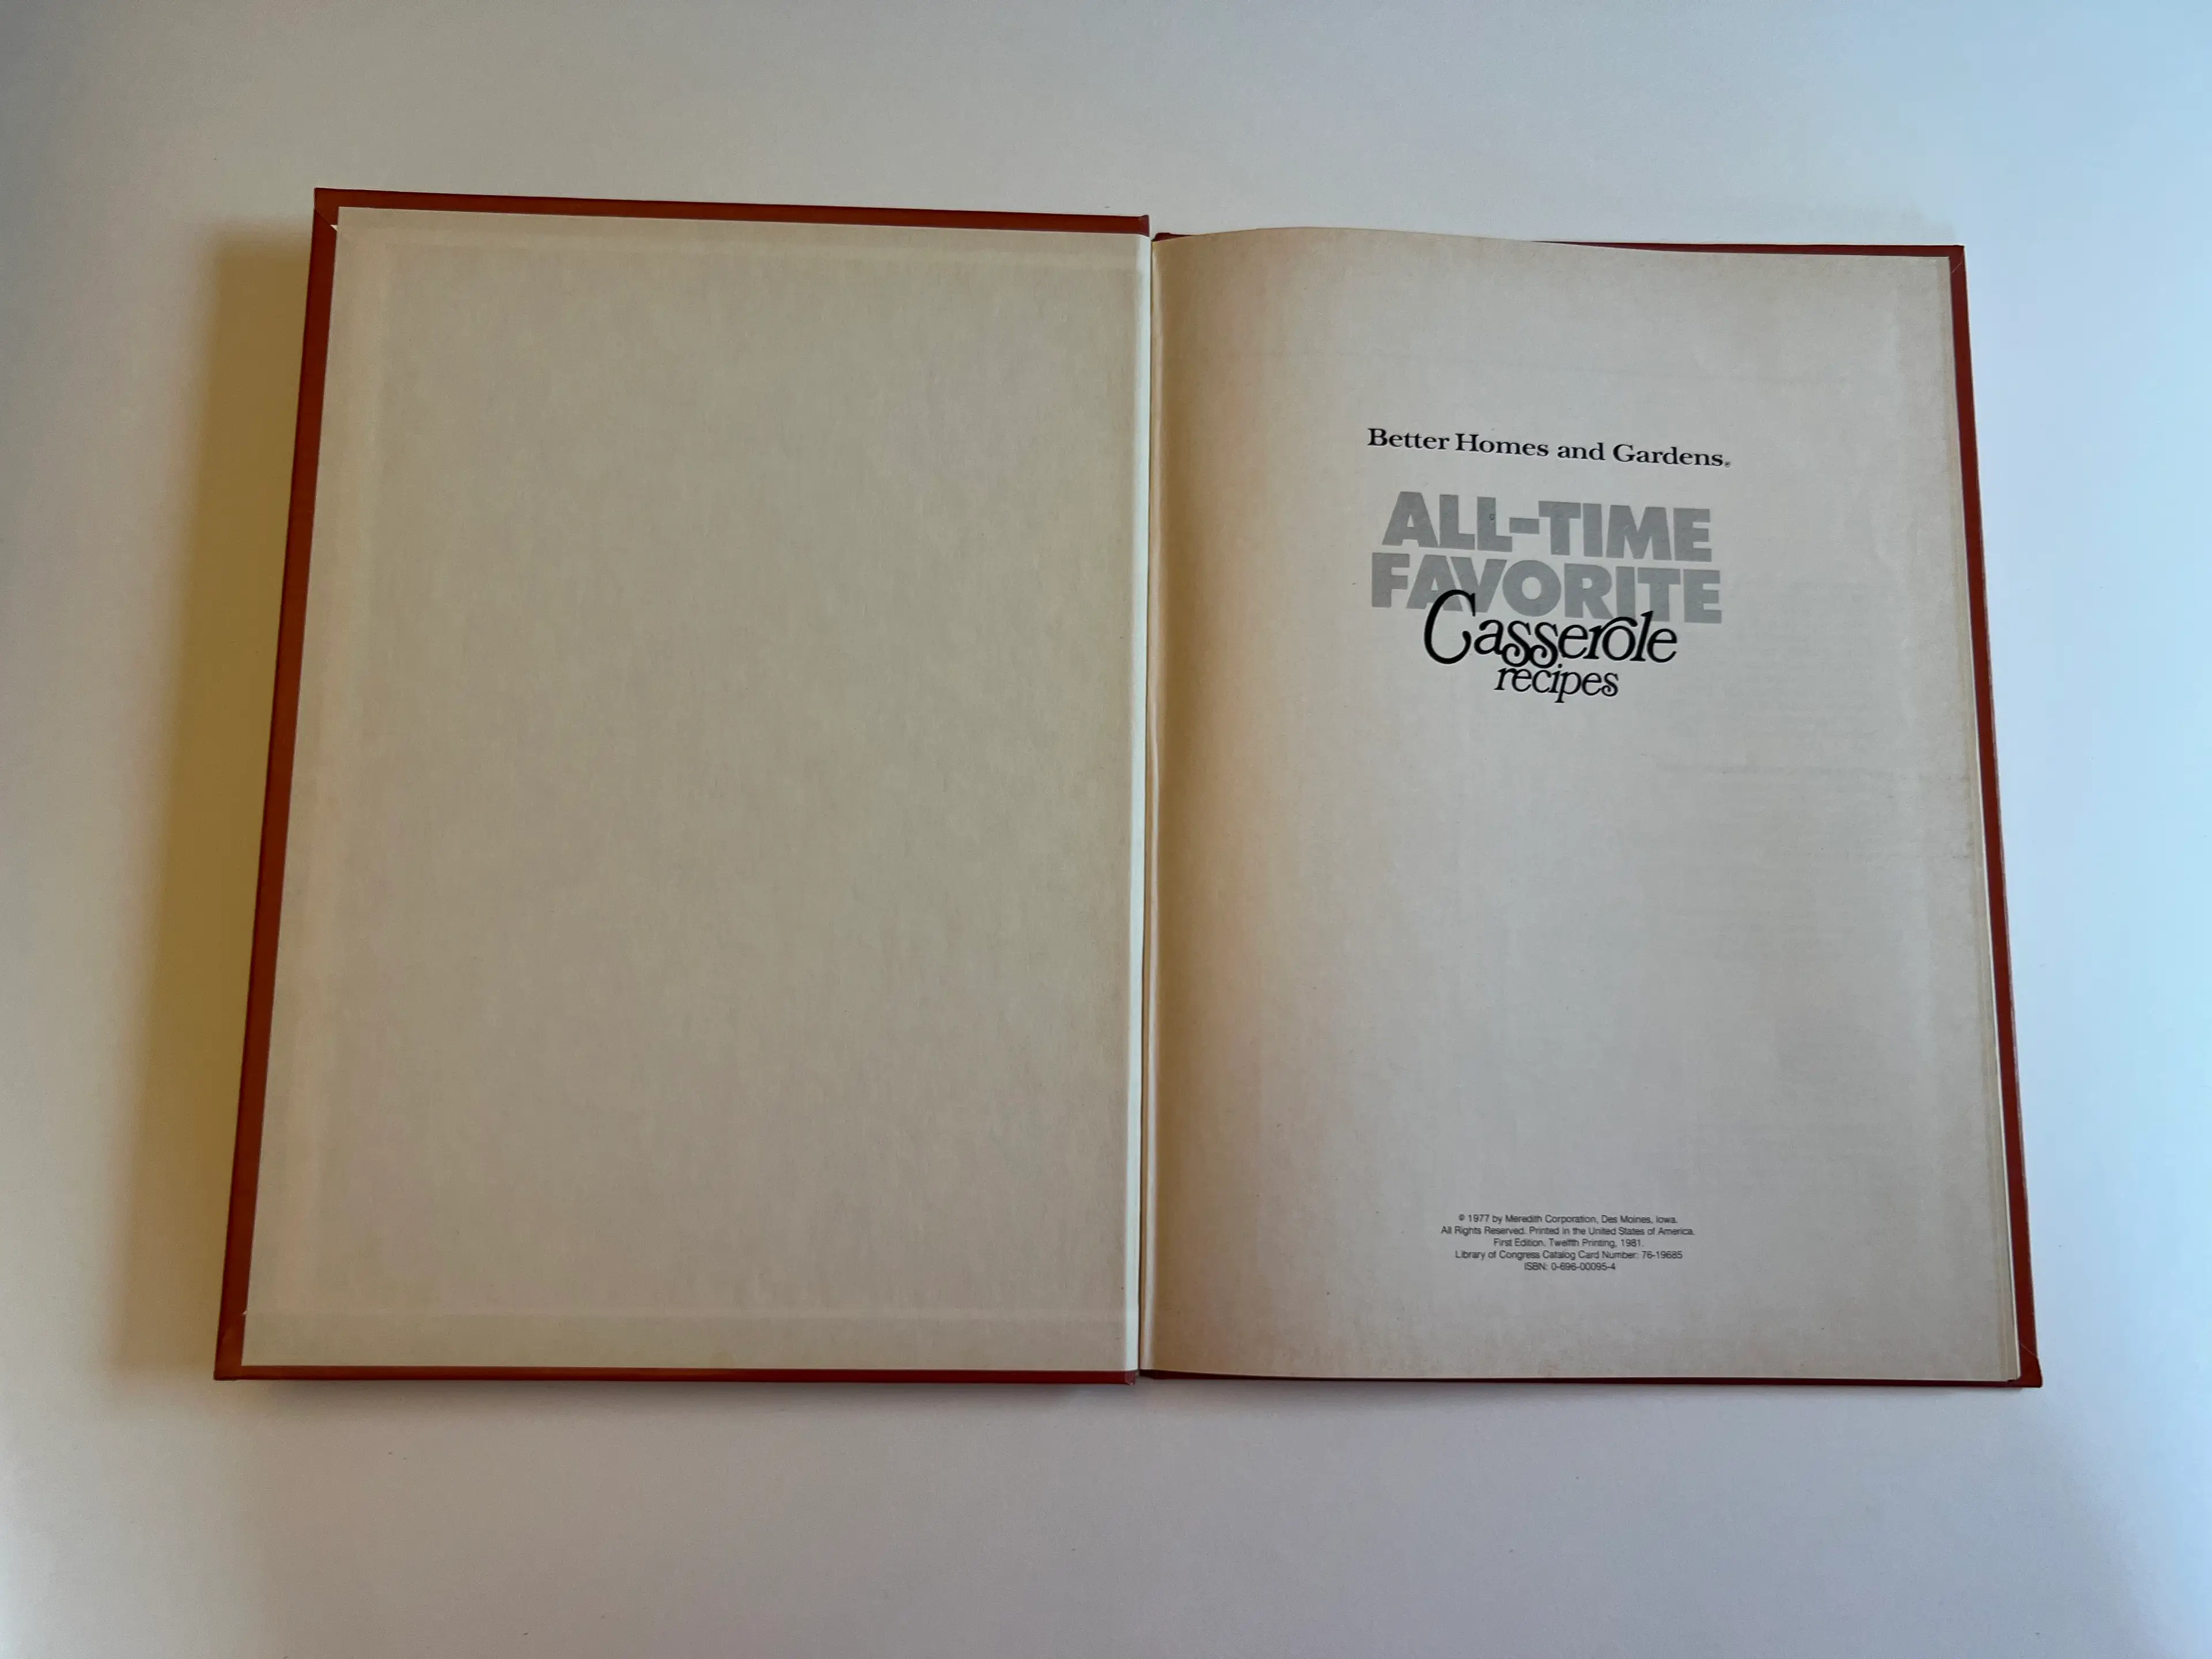 Better Homes and Gardens®
ALL-TIME
FAVORITE
Casserole
recipes
© 1977 by Meredith Corporation, Des Moines, Iowa.
All Rights Reserved. Printed in the United States of America.
First Edition. Twelfth Printing, 1981.
Library of Congress Catalog Card Number: 76-19685
ISBN: 0-696-00095-4